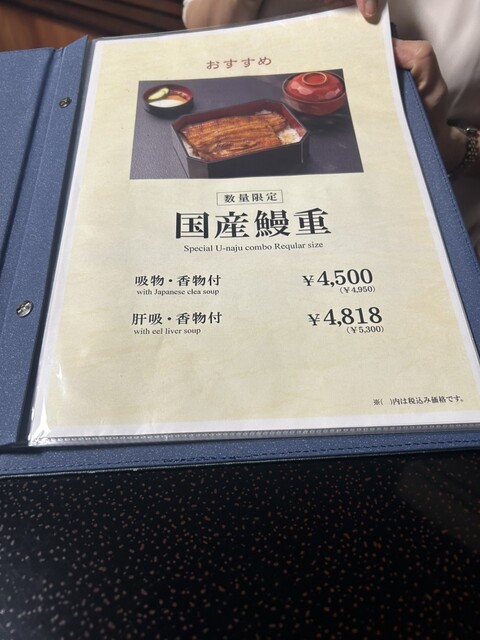 おすすめ
数量限定
国産鰻重
Special U-naju combo Reqular size
吸物・香物付 ¥4,500
with Japanese clea soup (¥4,950)
肝吸・香物付 ¥4,818
with eel liver soup (¥5,300)
※( )内は税込み価格です。